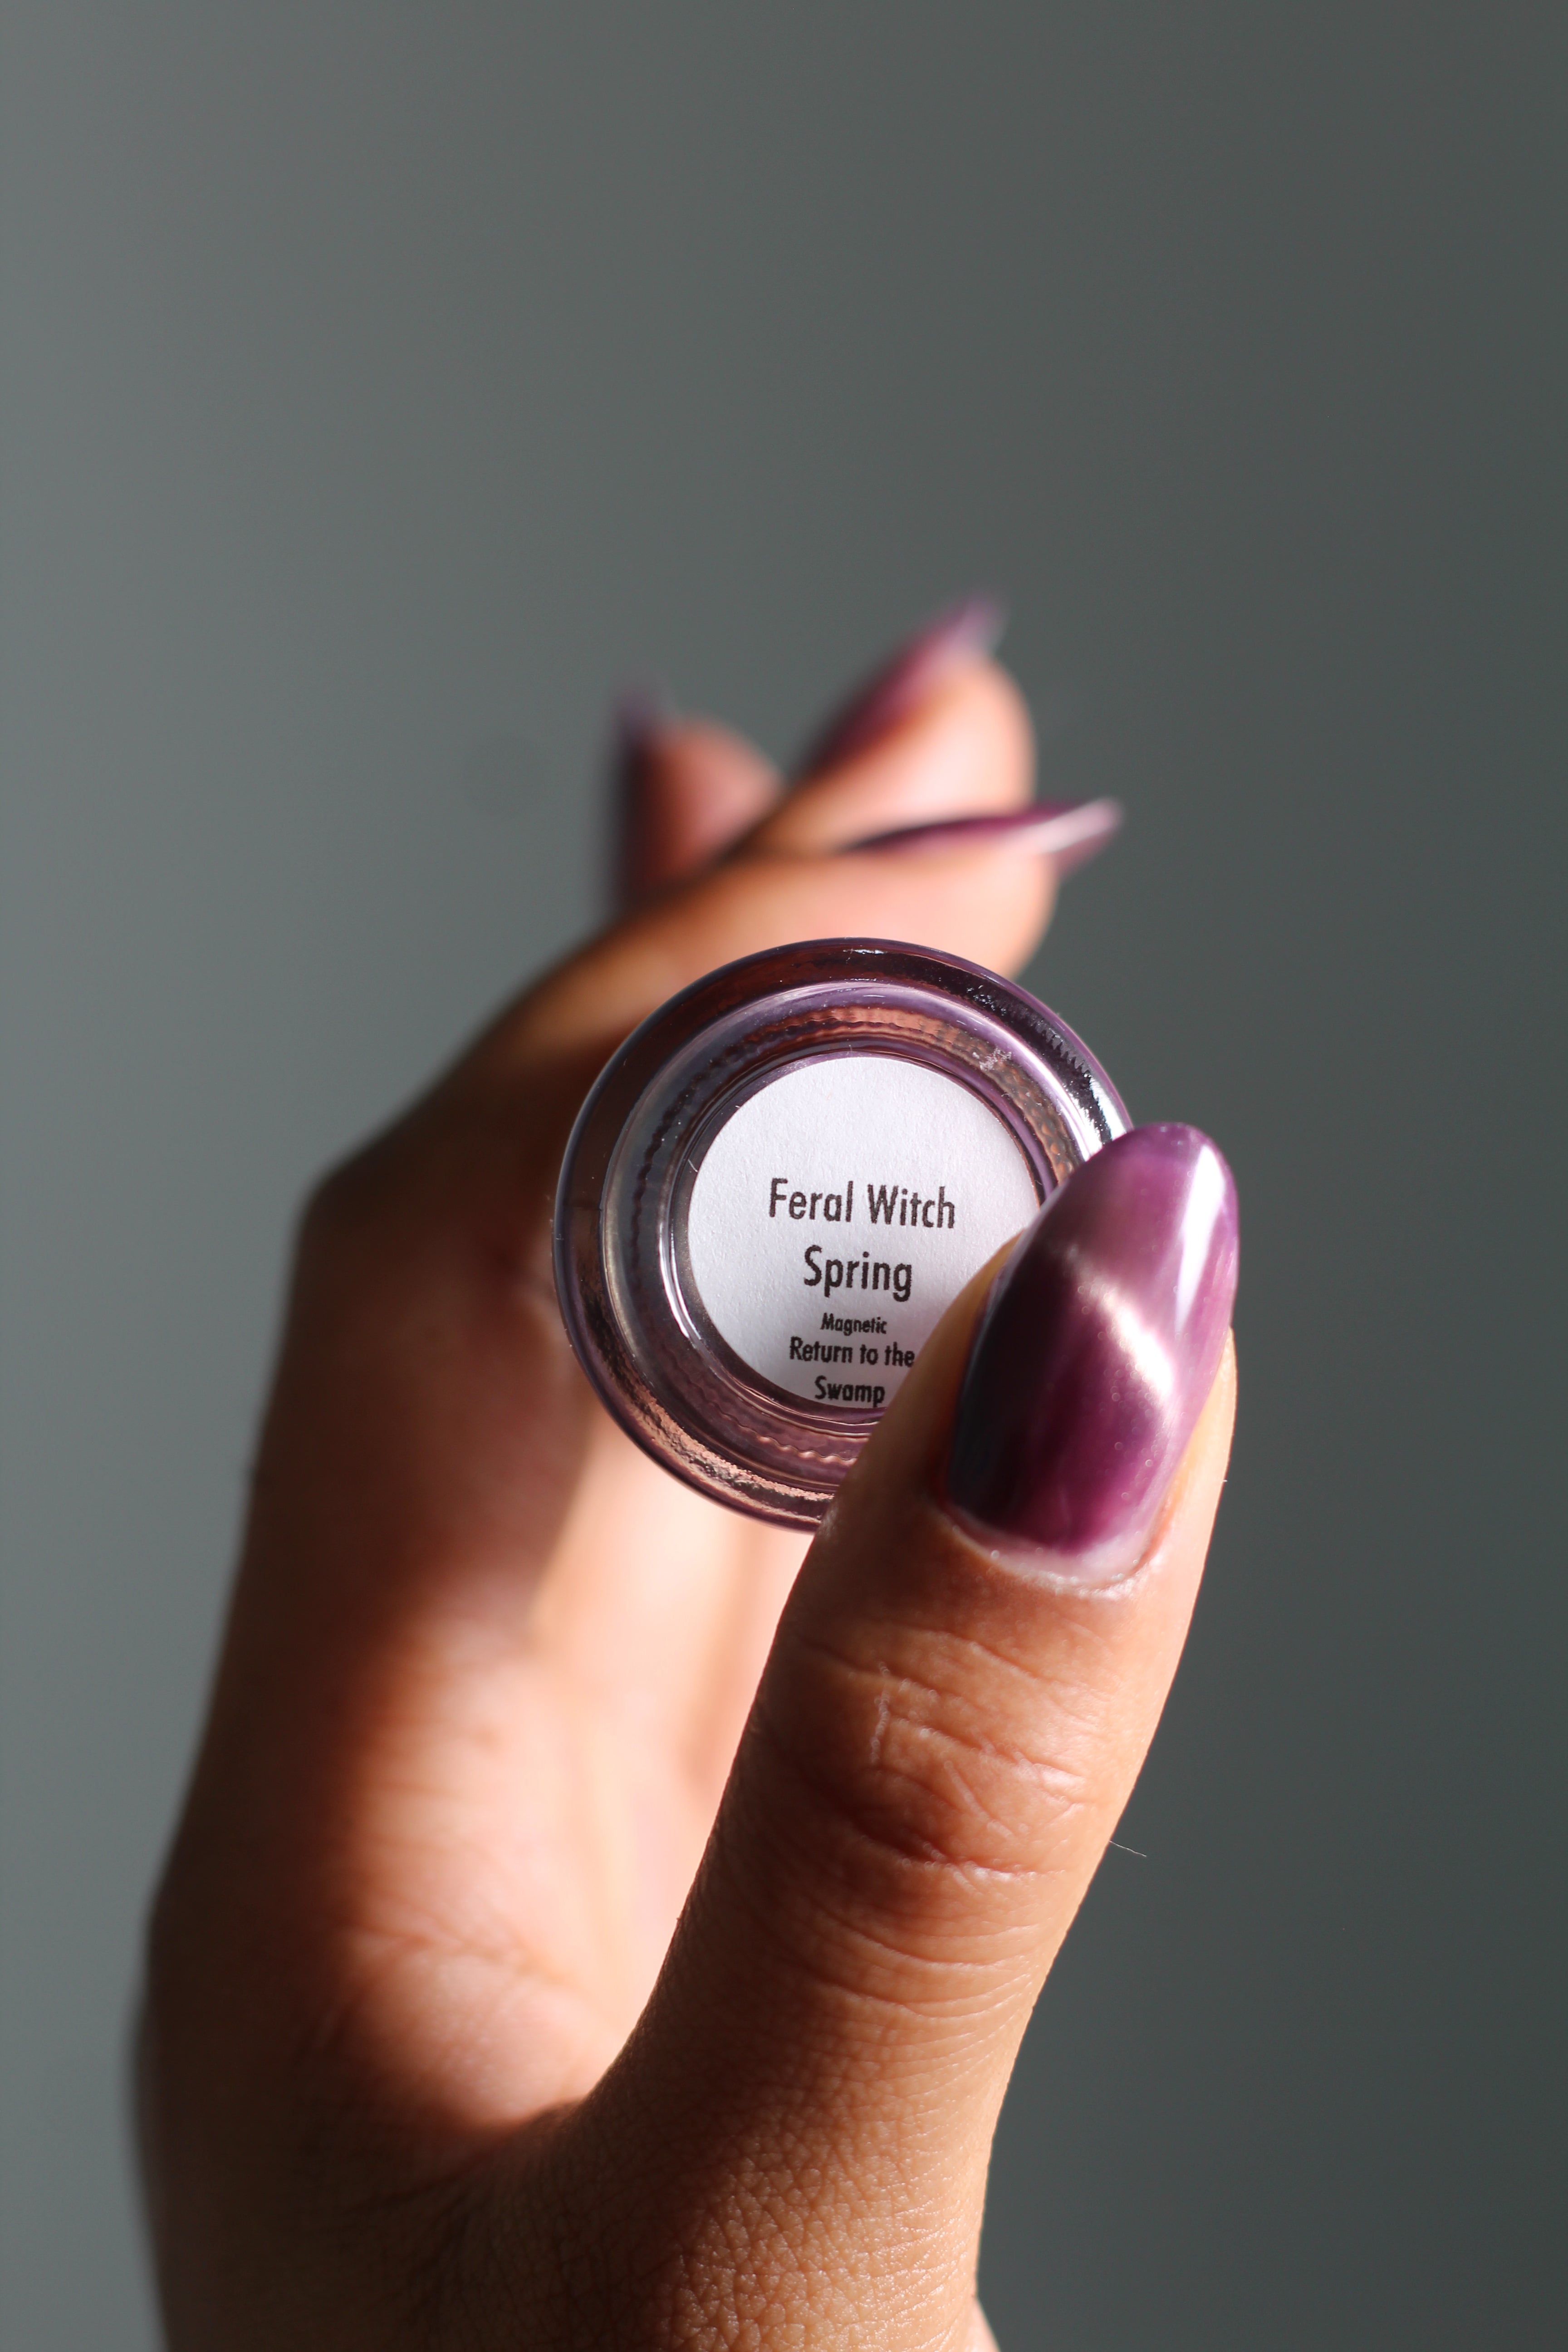 Feral Witch
Spring
Magnetic
Return to the
Swamp